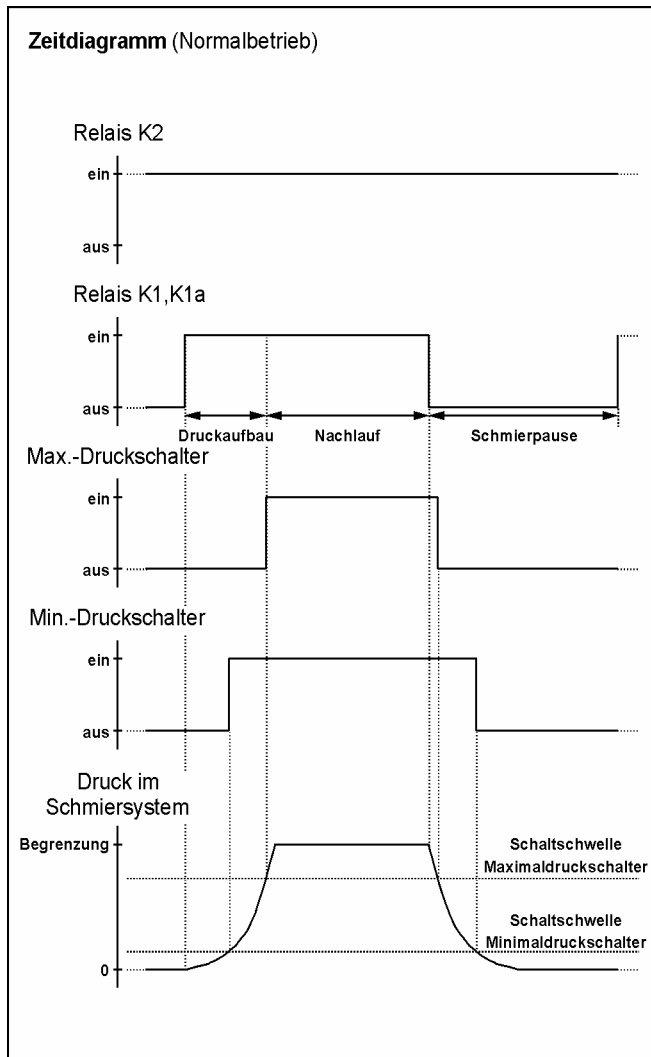 Zeitdiagramm (Normalbetrieb)
Relais K2
ein
aus
Relais K1,K1a
ein
aus
Druckaufbau
Nachlauf
Schmierpause
Max.-Druckschalter
ein
aus
Min.-Druckschalter
ein
aus
Druck im
Schmiersystem
Begrenzung
Schaltschwelle
Maximaldruckschalter
Schaltschwelle
Minimaldruckschalter
0